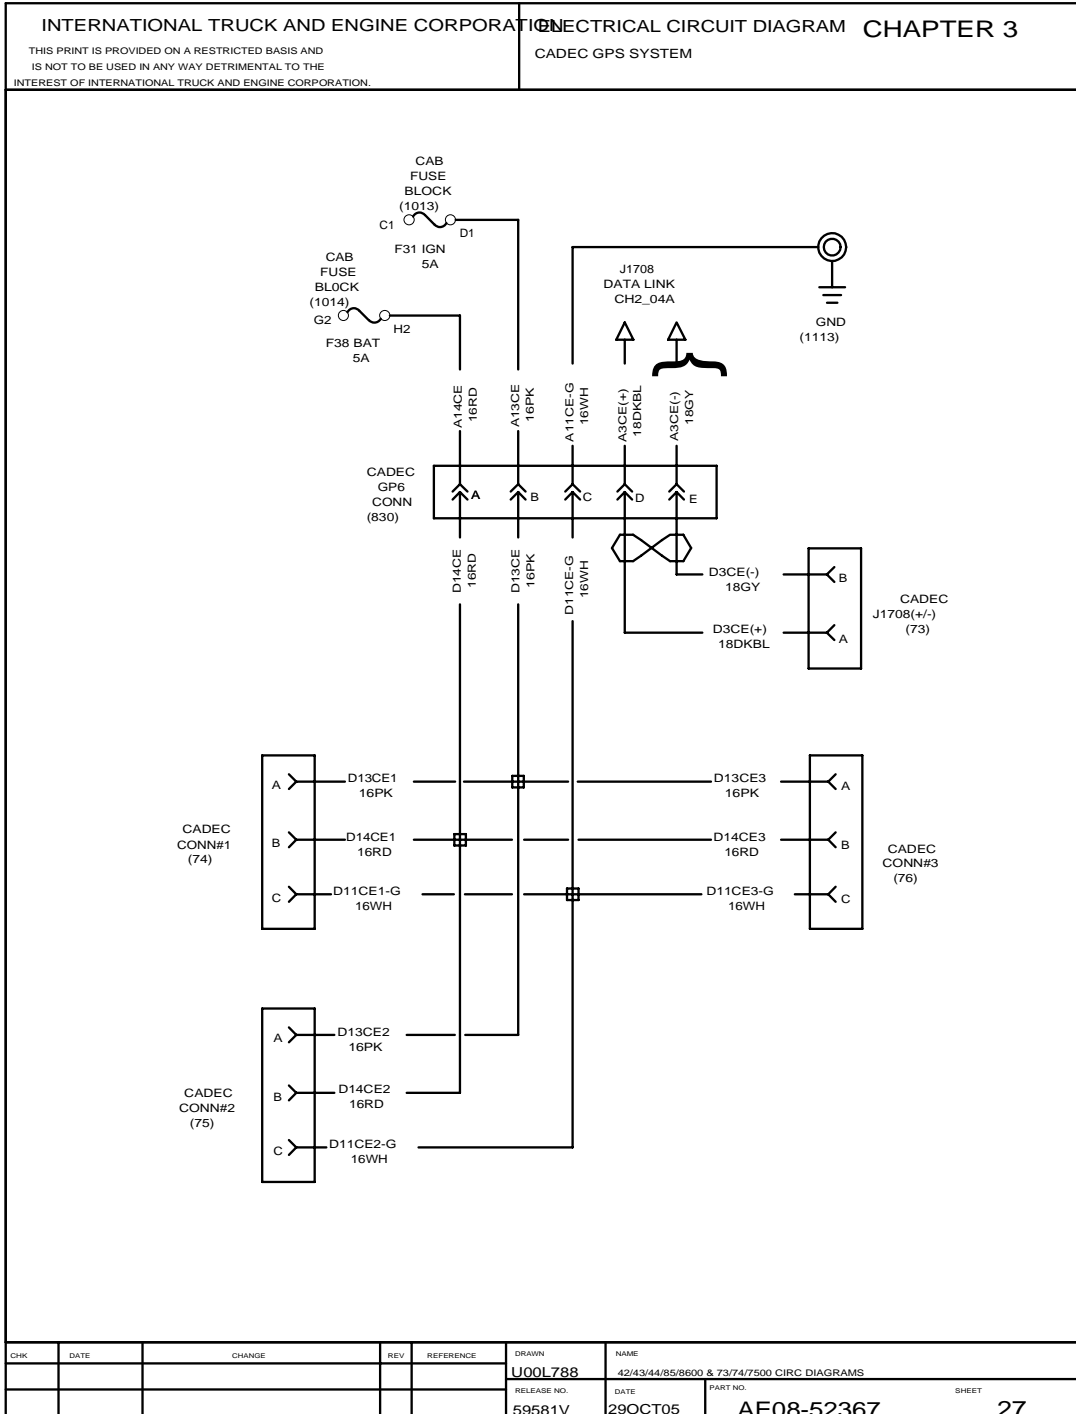 INTERNATIONAL TRUCK AND ENGINE CORPORATION
THIS PRINT IS PROVIDED ON A RESTRICTED BASIS AND
IS NOT TO BE USED IN ANY WAY DETRIMENTAL TO THE
INTEREST OF INTERNATIONAL TRUCK AND ENGINE CORPORATION.
ELECTRICAL CIRCUIT DIAGRAM CHAPTER 3
CADEC GPS SYSTEM
CAB
FUSE
BLOCK
(1013)
C1
D1
F31 IGN
5A
CAB
FUSE
BLOCK
(1014)
G2
H2
F38 BAT
5A
J1708
DATA LINK
CH2_04A
GND
(1113)
A14CE
16RD
A13CE
16PK
A11CE-G
16WH
A3CE(+)
18DKBL
A3CE(-)
18GY
CADEC
GP6
CONN
(830)
A
B
C
D
E
D14CE
16RD
D13CE
16PK
D11CE-G
16WH
D3CE(-)
18GY
B
D3CE(+)
18DKBL
A
CADEC
J1708(+/-)
(73)
A
D13CE1
16PK
D13CE3
16PK
A
CADEC
CONN#1
(74)
B
D14CE1
16RD
D14CE3
16RD
B
CADEC
CONN#3
(76)
C
D11CE1-G
16WH
D11CE3-G
16WH
C
A
D13CE2
16PK
CADEC
CONN#2
(75)
B
D14CE2
16RD
C
D11CE2-G
16WH
CHK DATE CHANGE REV REFERENCE
DRAWN
U00L788
NAME
42/43/44/85/8600 & 73/74/7500 CIRC DIAGRAMS
RELEASE NO.
59581V
DATE
29OCT05
PART NO.
AE08-52367
SHEET
27